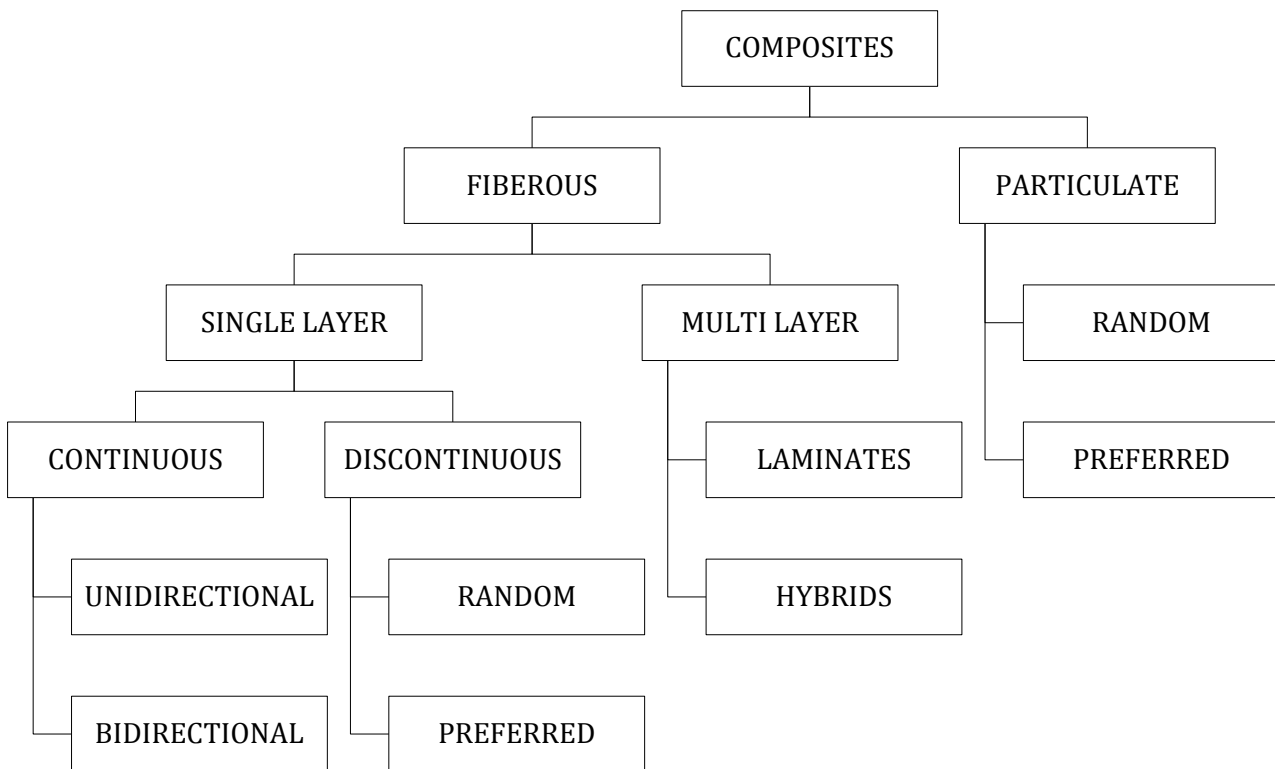 COMPOSITES
FIBEROUS
PARTICULATE
SINGLE LAYER
MULTI LAYER
RANDOM
CONTINUOUS
DISCONTINUOUS
LAMINATES
PREFERRED
UNIDIRECTIONAL
RANDOM
HYBRIDS
BIDIRECTIONAL
PREFERRED